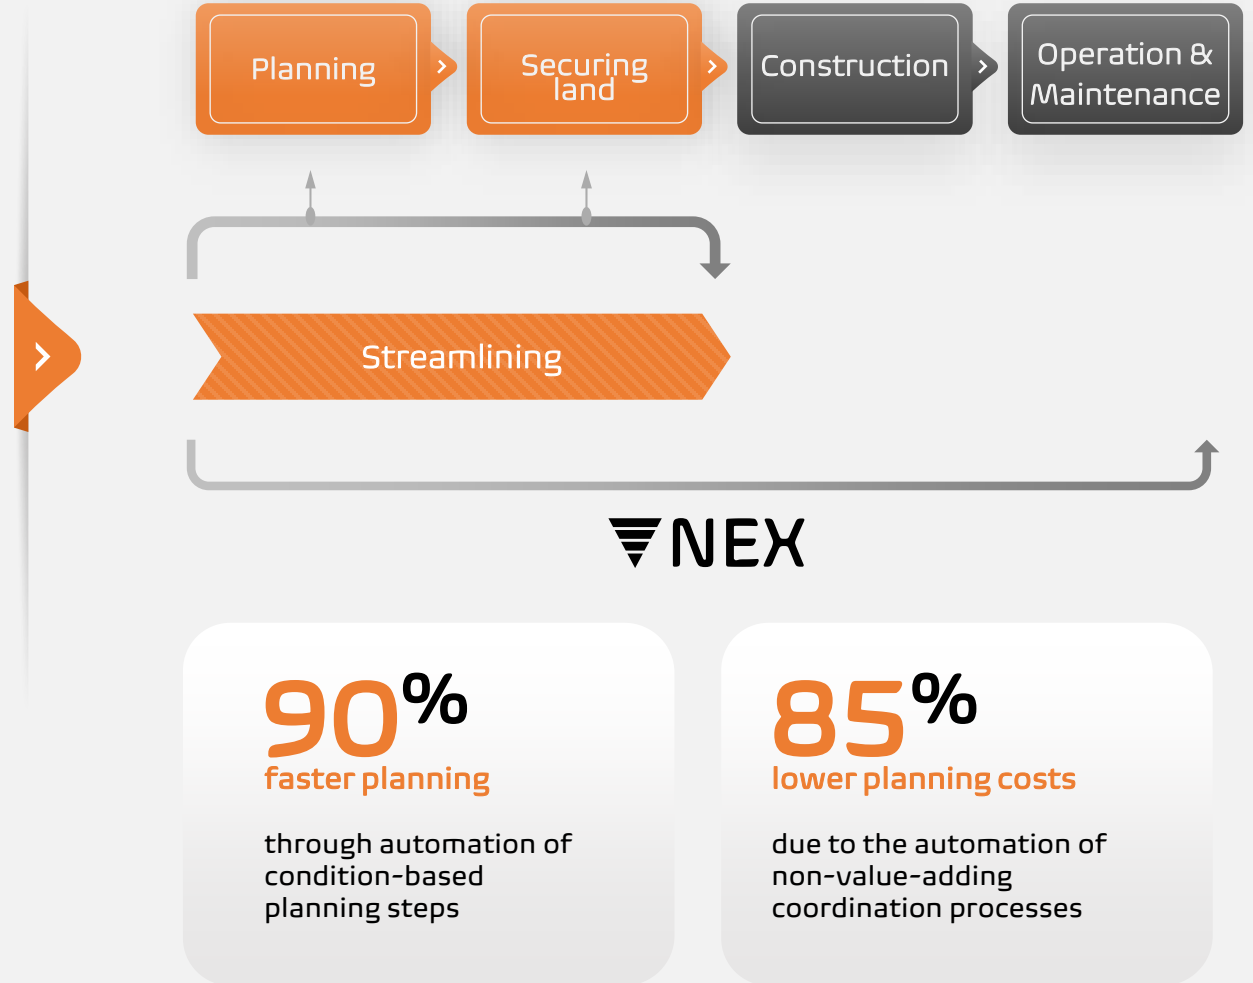 Planning
Securing
land
Construction
Operation &
Maintenance
Streamlining
NEX
90%
faster planning
through automation of
condition-based
planning steps
85%
lower planning costs
due to the automation of
non-value-adding
coordination processes